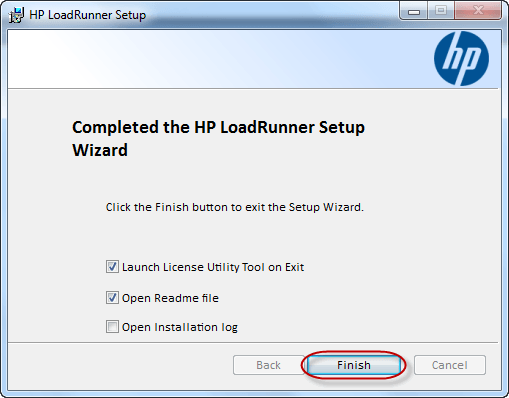 HP LoadRunner Setup
hp
Completed the HP LoadRunner Setup
Wizard
Click the Finish button to exit the Setup Wizard.
Launch License Utility Tool on Exit
Open Readme file
Open Installation log
Back Finish Cancel